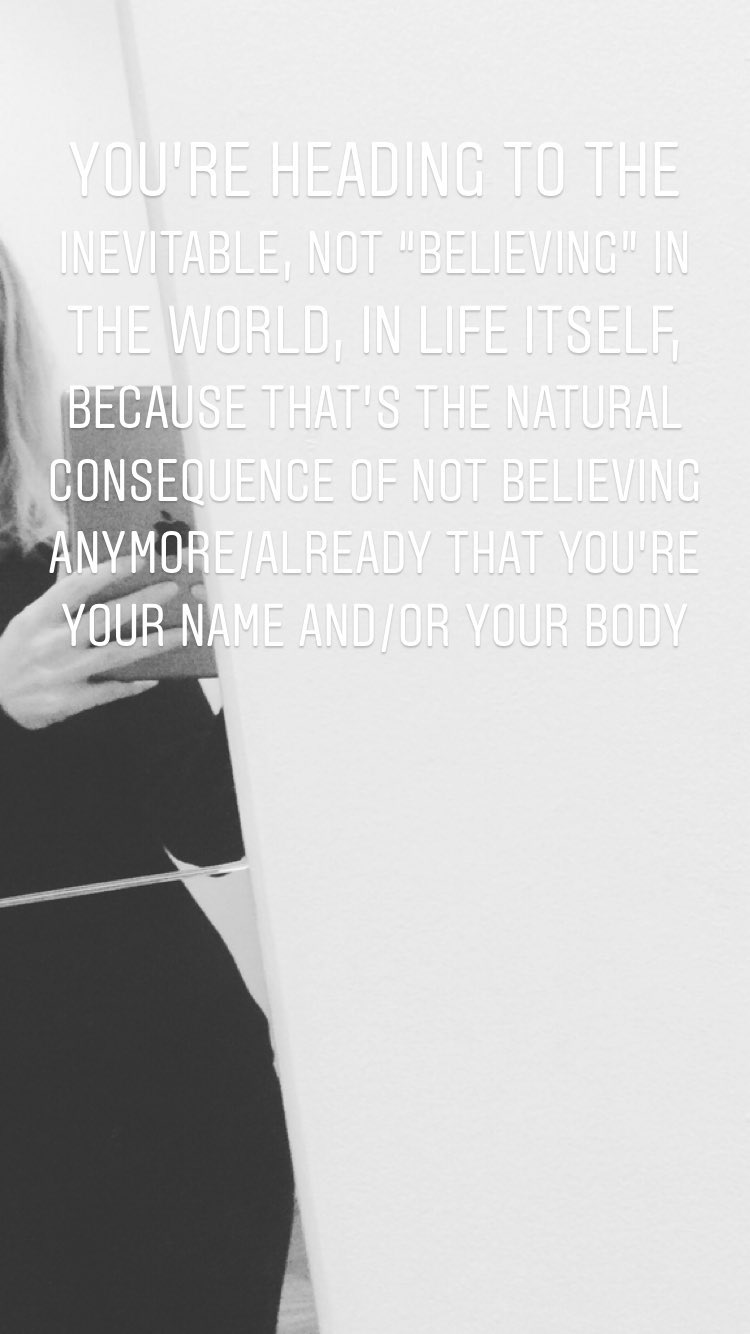 YOU'RE HEADING TO THE
INEVITABLE, NOT "BELIEVING" IN
THE WORLD, IN LIFE ITSELF,
BECAUSE THAT'S THE NATURAL
CONSEQUENCE OF NOT BELIEVING
ANYMORE/ALREADY THAT YOU'RE
YOUR NAME AND/OR YOUR BODY